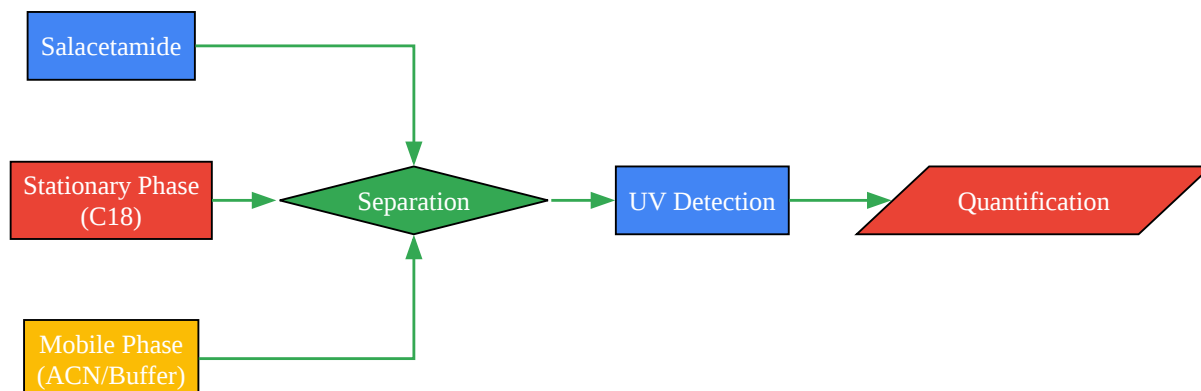 Salacetamide
Stationary Phase
(C18)
Separation
UV Detection
Quantification
Mobile Phase
(ACN/Buffer)